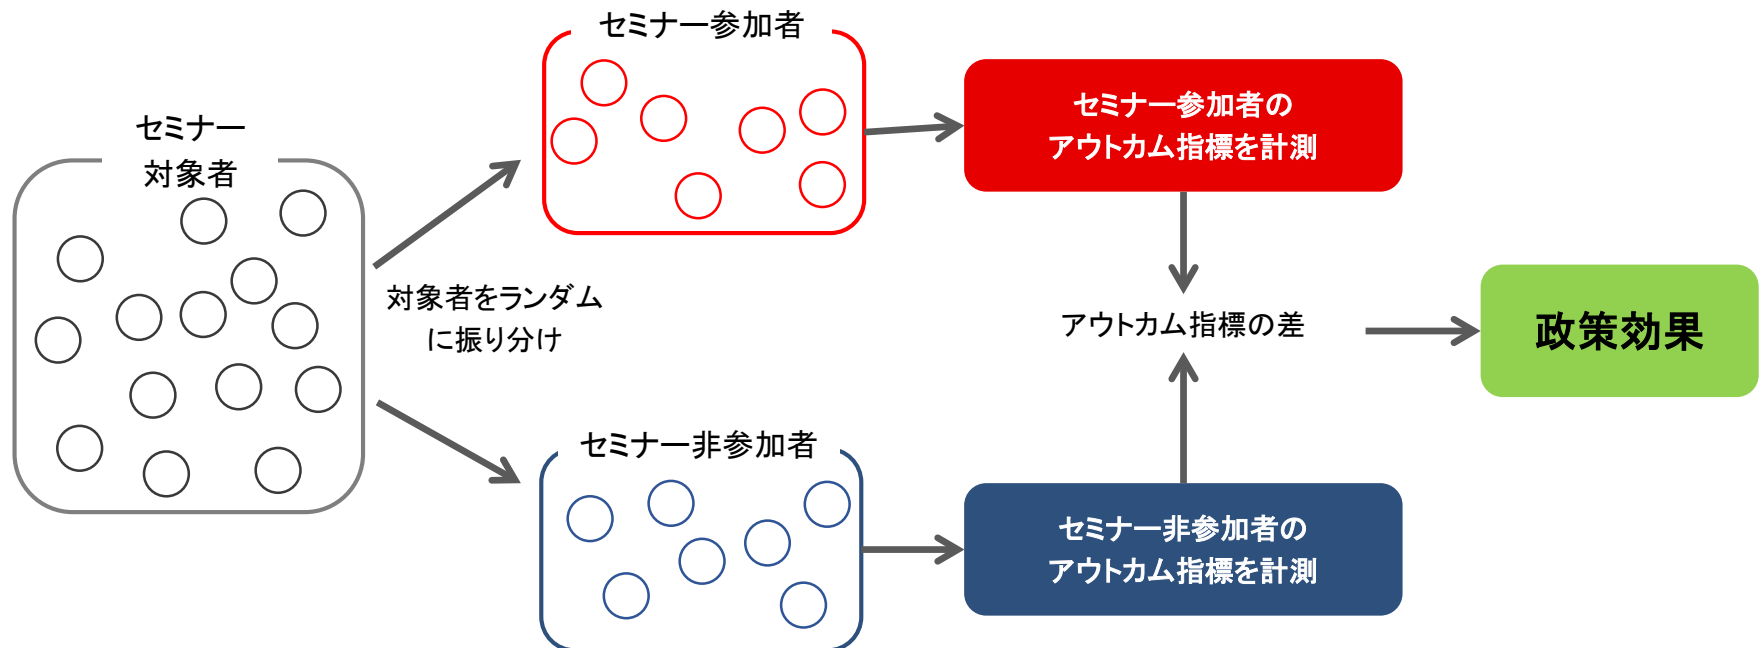 セミナー
対象者
対象者をランダム
に振り分け
セミナー参加者
セミナー非参加者
セミナー参加者の
アウトカム指標を計測
アウトカム指標の差
セミナー非参加者の
アウトカム指標を計測
政策効果